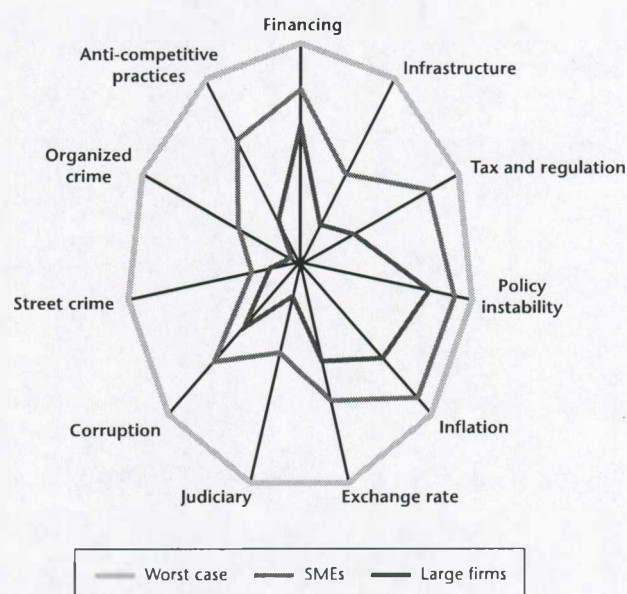 Financing
Anti-competitive
practices
Infrastructure
Organized
crime
Tax and regulation
Street crime
Policy
instability
Corruption
Inflation
Judiciary
Exchange rate
Worst case
SMEs
Large firms